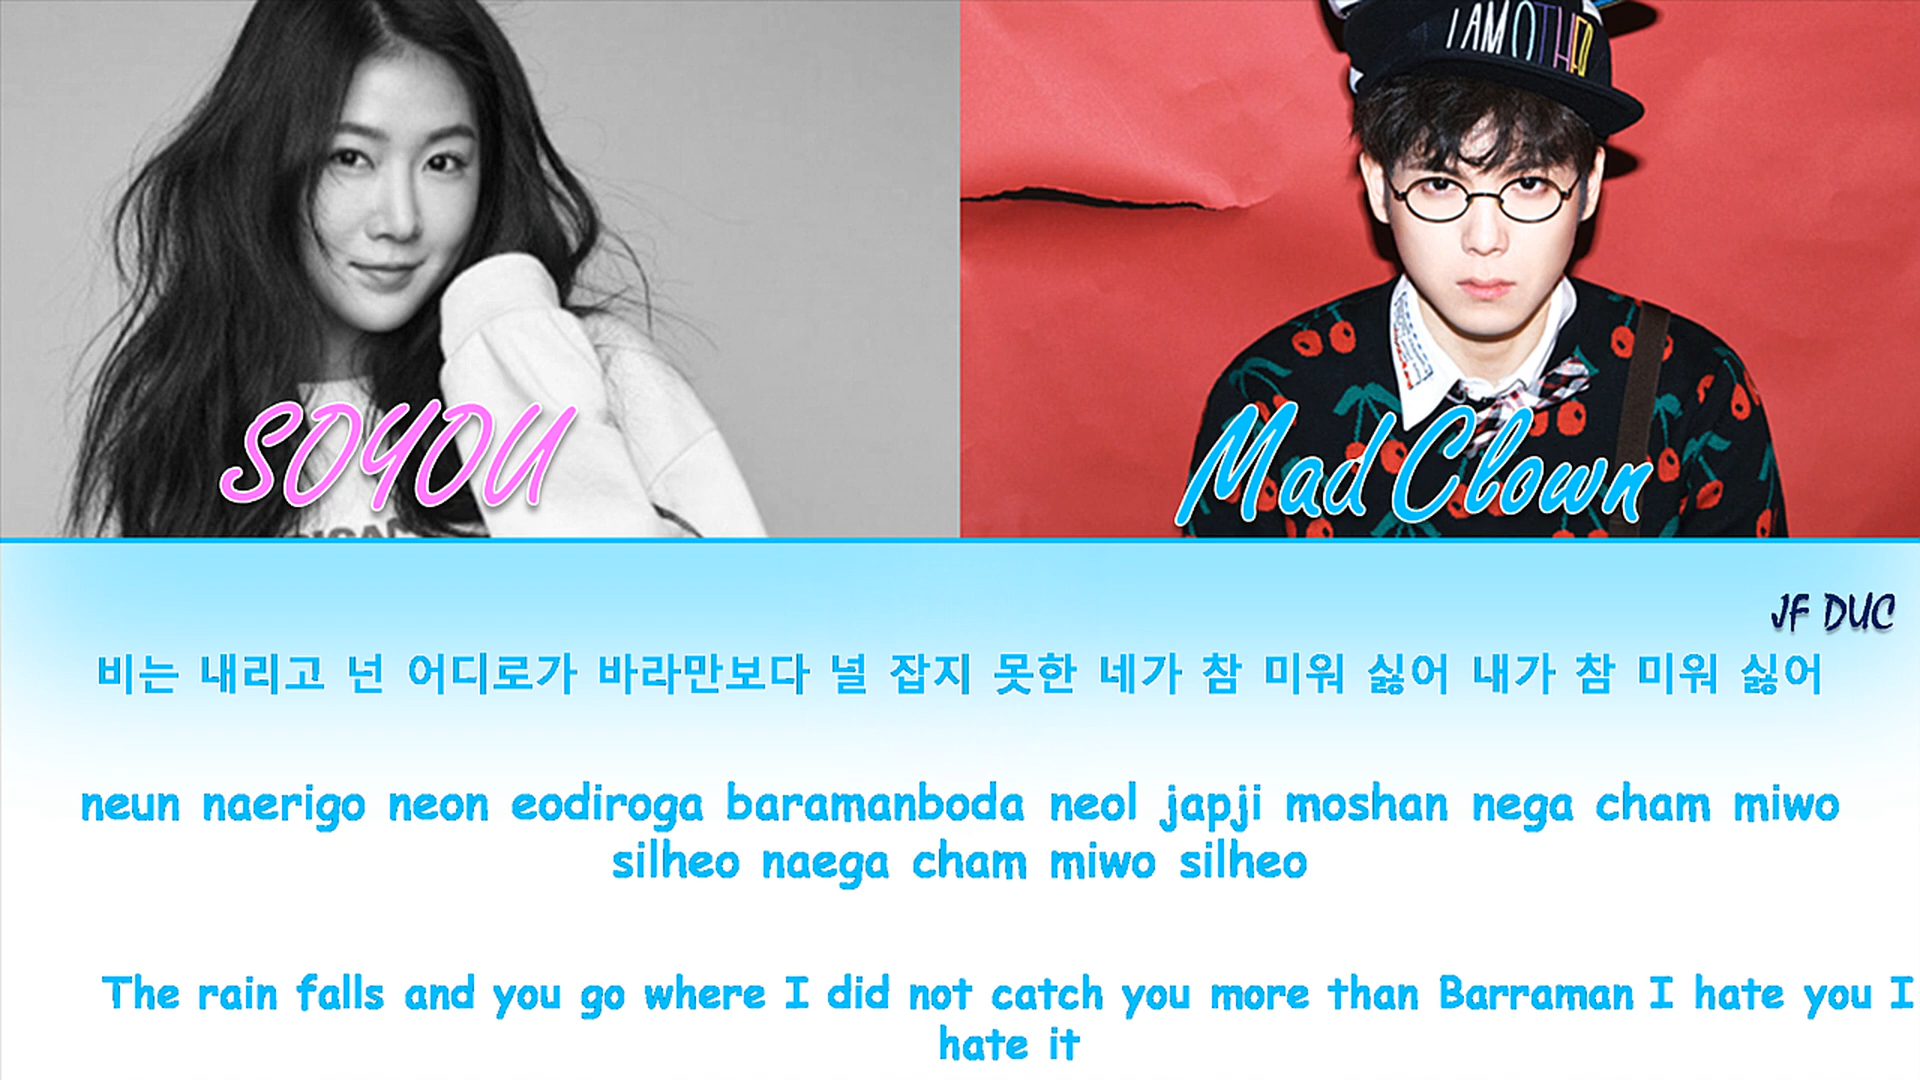 I AM OTHER
SOYOU
Mad Clown
JF DUC
비는 내리고 넌 어디로가 바라만보다 널 잡지 못한 네가 참 미워 싫어 내가 참 미워 싫어
neun naerigo neon eodiroga baramanboda neol japji moshan nega cham miwo
silheo naega cham miwo silheo
The rain falls and you go where I did not catch you more than Barraman I hate you I
hate it